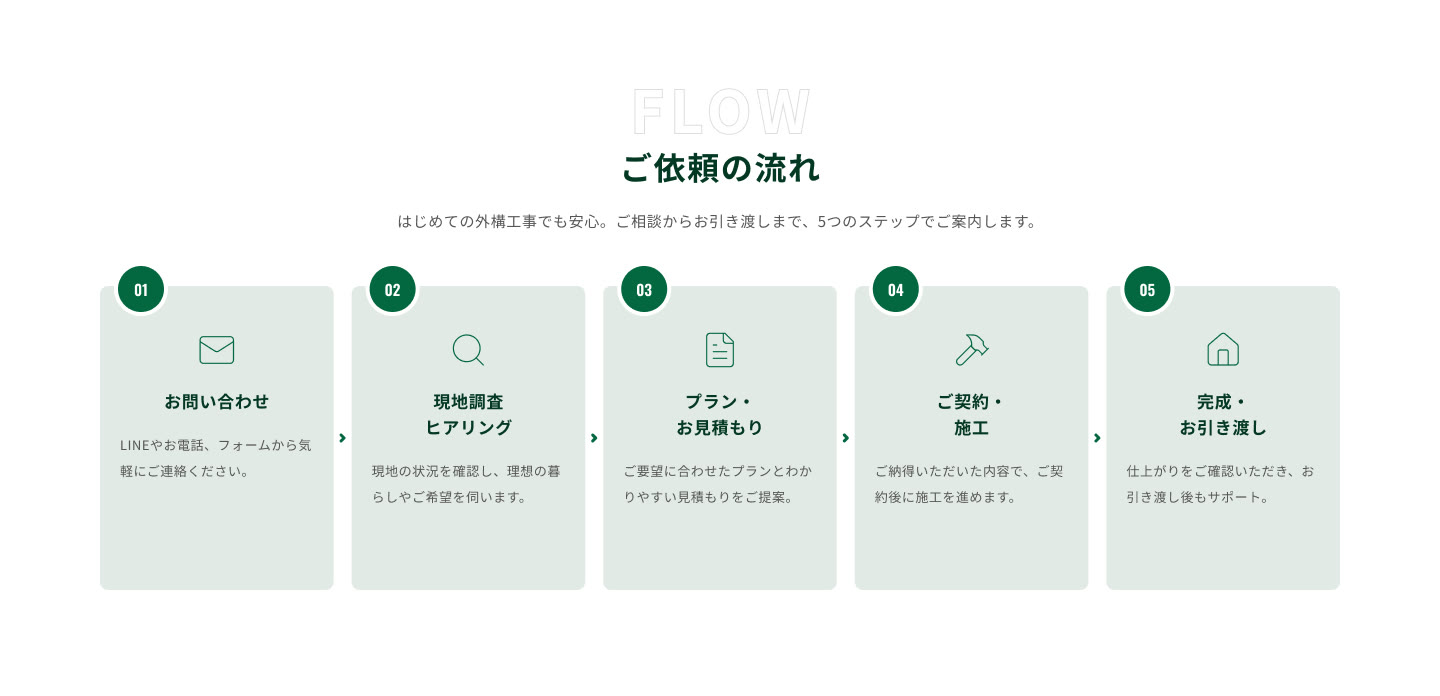 FLOW
ご依頼の流れ
はじめての外構工事でも安心。ご相談からお引き渡しまで、5つのステップでご案内します。
01
お問い合わせ
LINEやお電話、フォームから気
軽にご連絡ください。
02
現地調査
ヒアリング
現地の状況を確認し、理想の暮
らしやご希望を伺います。
03
プラン・
お見積もり
ご要望に合わせたプランとわか
りやすい見積もりをご提案。
04
ご契約・
施工
ご納得いただいた内容で、ご契
約後に施工を進めます。
05
完成・
お引き渡し
仕上がりをご確認いただき、お
引き渡し後もサポート。